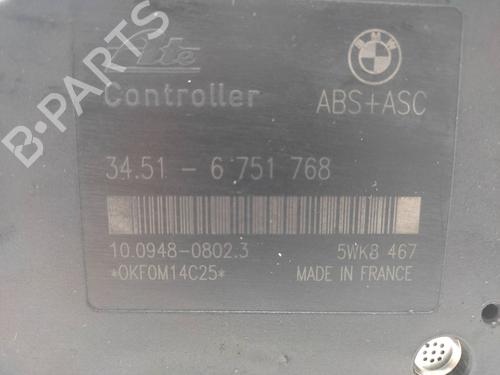 B-PARTS
Ate
BMW
Controller
ABS+ASC
34.51 - 6 751 768
10.0948-0802.3
5WK8 467
*OKFOM14C25*
MADE IN FRANCE